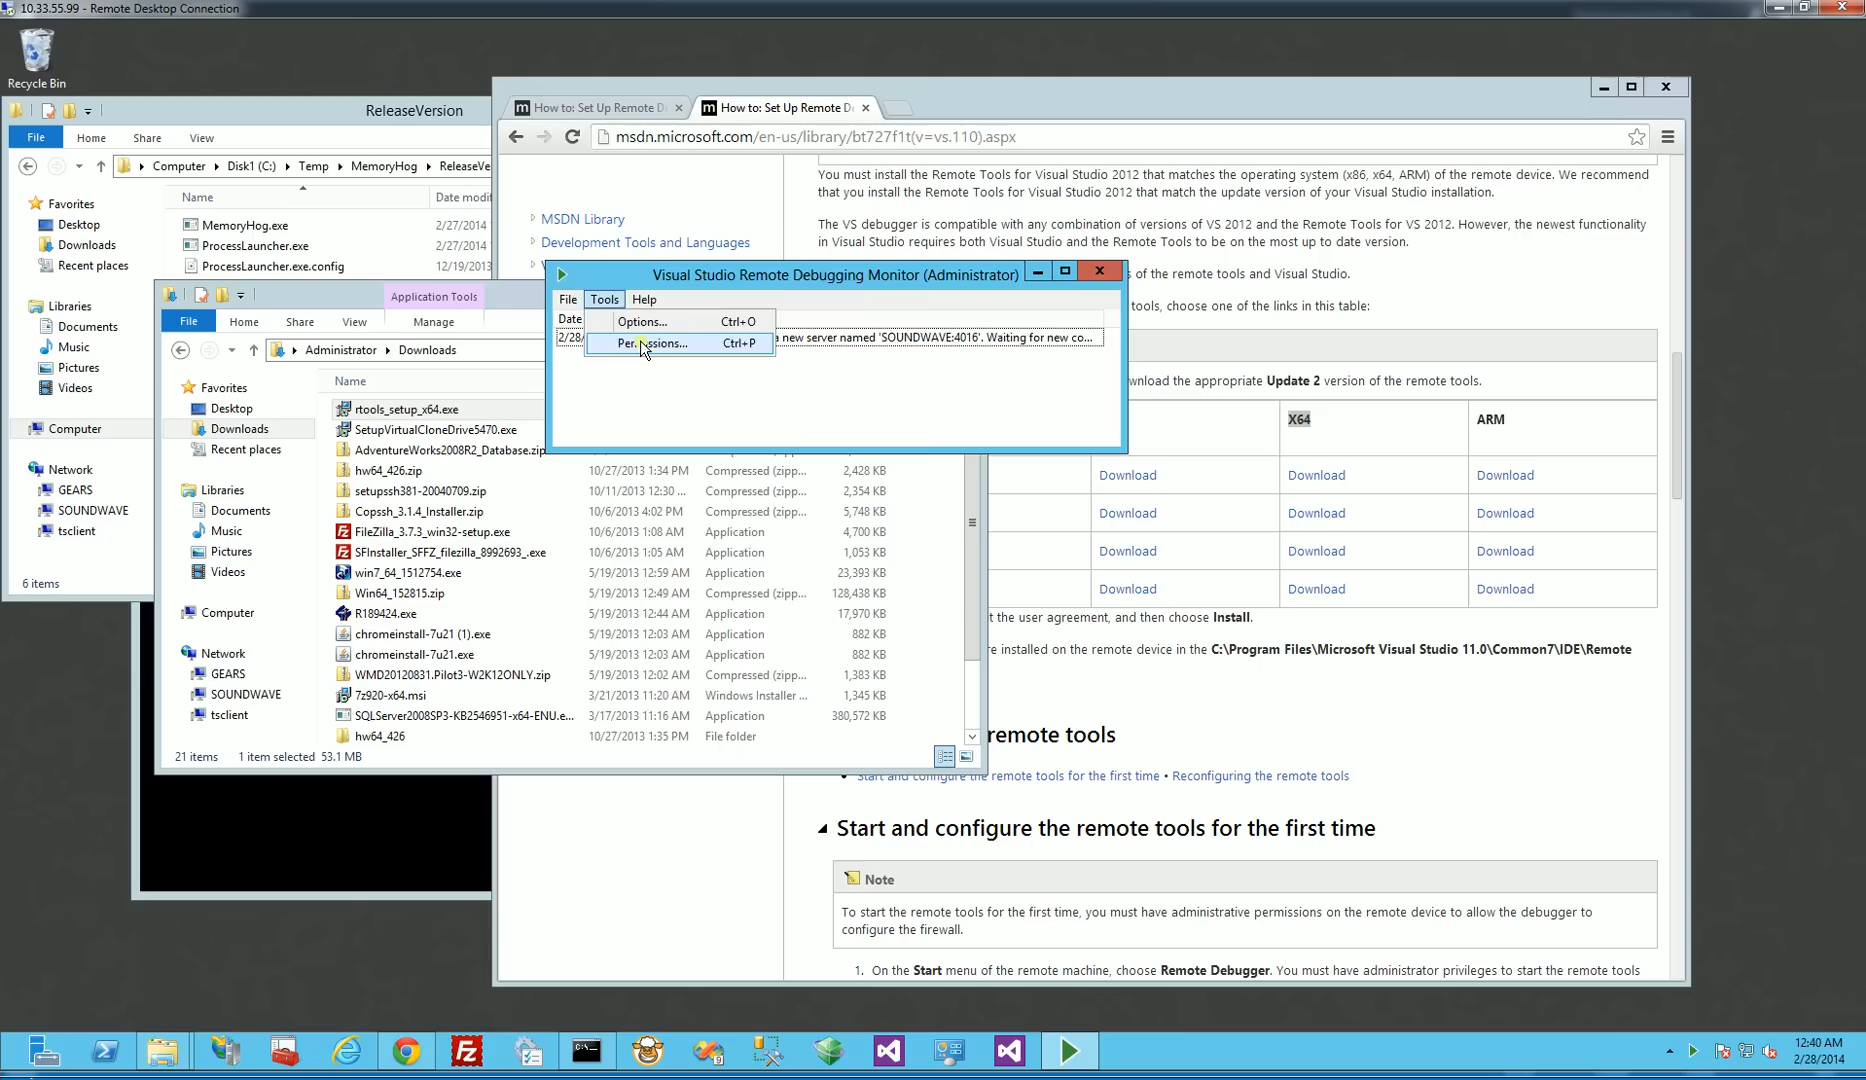 10.33.55.99 - Remote Desktop Connection
Recycle Bin
ReleaseVersion
File Home Share View
Computer Disk1 (C:) Temp MemoryHog ReleaseVe
Name Date modif
Favorites
Desktop
Downloads
Recent places
Libraries
Documents
Music
Pictures
Videos
Computer
Network
GEARS
SOUNDWAVE
tsclient
6 items
MemoryHog.exe 2/27/2014
ProcessLauncher.exe 2/27/2014
ProcessLauncher.exe.config 12/19/2013
Application Tools
File Home Share View Manage
Administrator Downloads
Name
Favorites
Desktop
Downloads
Recent places
Libraries
Documents
Music
Pictures
Videos
Computer
Network
GEARS
SOUNDWAVE
tsclient
rtools_setup_x64.exe
SetupVirtualCloneDrive5470.exe
AdventureWorks2008R2_Database.zip
hw64_426.zip 10/27/2013 1:34 PM Compressed (zipp... 2,428 KB
setupssh381-20040709.zip 10/11/2013 12:30 ... Compressed (zipp... 2,354 KB
Copssh_3.1.4_Installer.zip 10/6/2013 4:02 PM Compressed (zipp... 5,748 KB
FileZilla_3.7.3_win32-setup.exe 10/6/2013 1:08 AM Application 4,700 KB
SFInstaller_SFFZ_filezilla_8992693_.exe 10/6/2013 1:05 AM Application 1,053 KB
win7_64_1512754.exe 5/19/2013 12:59 AM Application 23,393 KB
Win64_152815.zip 5/19/2013 12:49 AM Compressed (zipp... 128,438 KB
R189424.exe 5/19/2013 12:44 AM Application 17,970 KB
chromeinstall-7u21 (1).exe 5/19/2013 12:03 AM Application 882 KB
chromeinstall-7u21.exe 5/19/2013 12:03 AM Application 882 KB
WMD20120831.Pilot3-W2K12ONLY.zip 5/19/2013 12:02 AM Compressed (zipp... 1,383 KB
7z920-x64.msi 3/21/2013 11:20 AM Windows Installer ... 1,345 KB
SQLServer2008SP3-KB2546951-x64-ENU.e... 3/17/2013 11:16 AM Application 380,572 KB
hw64_426 10/27/2013 1:35 PM File folder
21 items 1 item selected 53.1 MB
Visual Studio Remote Debugging Monitor (Administrator)
File Tools Help
Date
Options... Ctrl+O
Permissions... Ctrl+P
2/28/ a new server named 'SOUNDWAVE:4016'. Waiting for new co...
How to: Set Up Remote D How to: Set Up Remote D
msdn.microsoft.com/en-us/library/bt727f1t(v=vs.110).aspx
MSDN Library
Development Tools and Languages
You must install the Remote Tools for Visual Studio 2012 that matches the operating system (x86, x64, ARM) of the remote device. We recommend
that you install the Remote Tools for Visual Studio 2012 that match the update version of your Visual Studio installation.
The VS debugger is compatible with any combination of versions of VS 2012 and the Remote Tools for VS 2012. However, the newest functionality
in Visual Studio requires both Visual Studio and the Remote Tools to be on the most up to date version.
s of the remote tools and Visual Studio.
tools, choose one of the links in this table:
wnload the appropriate Update 2 version of the remote tools.
X64 ARM
Download Download Download
Download Download Download
Download Download Download
Download Download Download
t the user agreement, and then choose Install.
re installed on the remote device in the C:\Program Files\Microsoft Visual Studio 11.0\Common7\IDE\Remote
remote tools
Start and configure the remote tools for the first time • Reconfiguring the remote tools
Start and configure the remote tools for the first time
Note
To start the remote tools for the first time, you must have administrative permissions on the remote device to allow the debugger to
configure the firewall.
1. On the Start menu of the remote machine, choose Remote Debugger. You must have administrator privileges to start the remote tools
12:40 AM
2/28/2014